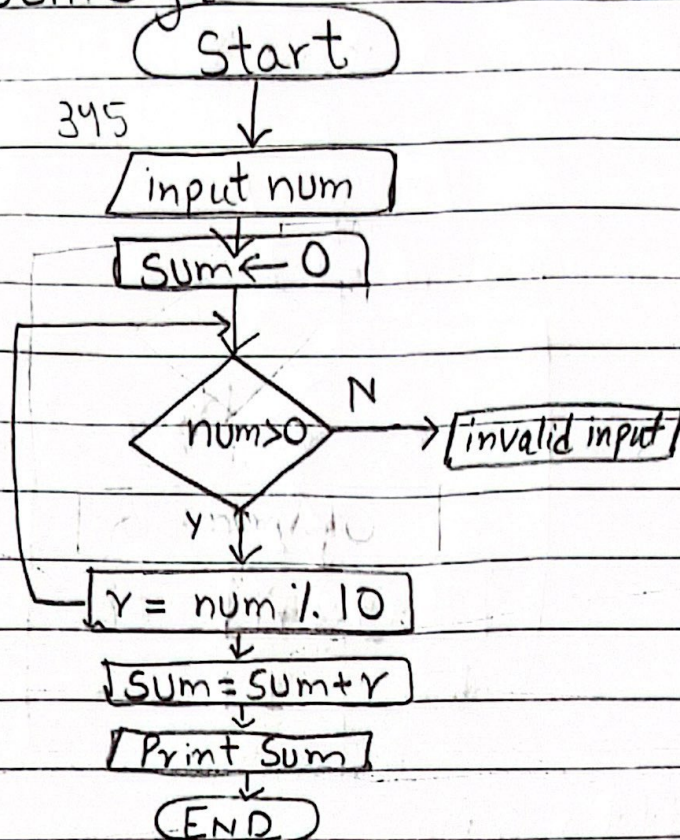 Start
345
input num
Sum ← 0
N
num>0
invalid input
Y
r = num % 10
Sum = Sum + r
Print Sum
END